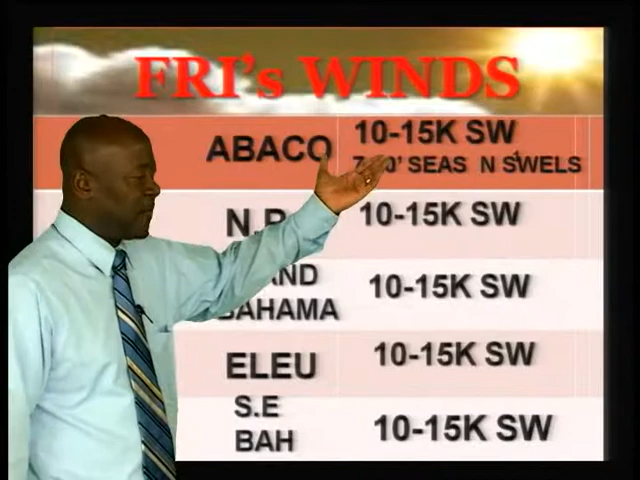 FRI's WINDS
ABACO
10-15K SW
SEAS N SWELS
10-15K SW
BAHAMA
10-15K SW
ELEU
10-15K SW
S.E
BAH
10-15K SW